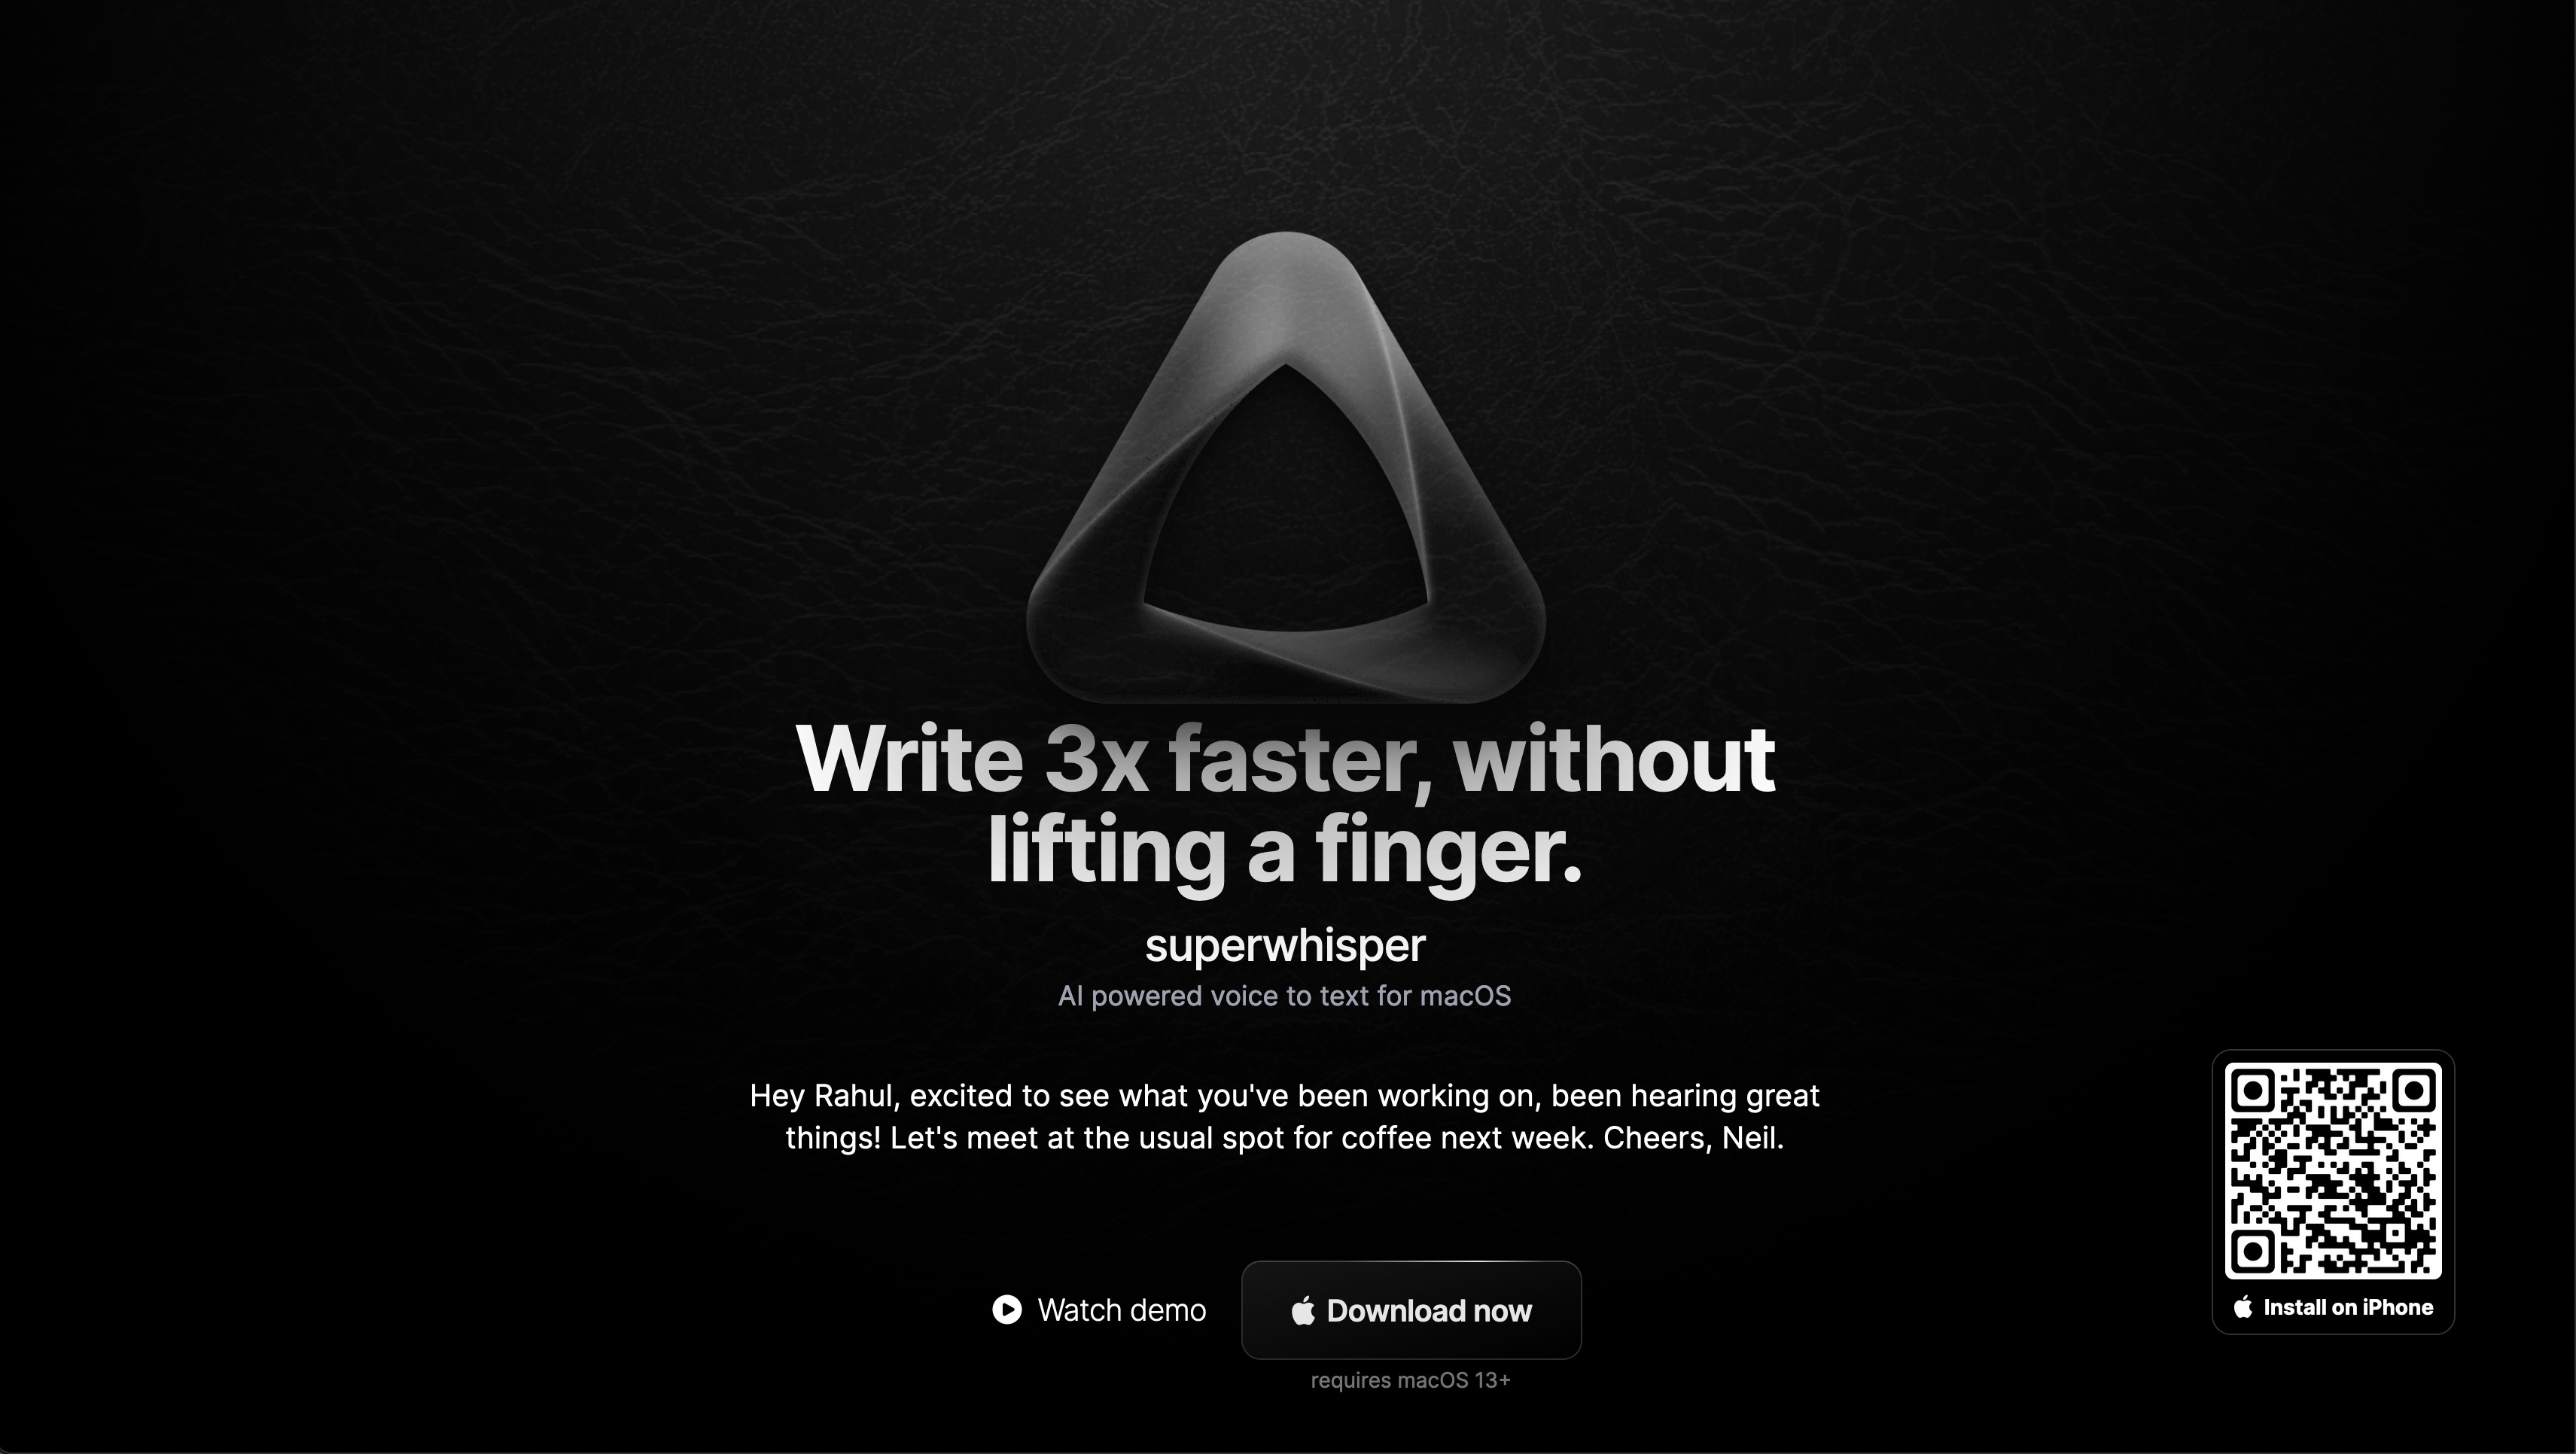 Write 3x faster, without
lifting a finger.
superwhisper
AI powered voice to text for macOS
Hey Rahul, excited to see what you've been working on, been hearing great
things! Let's meet at the usual spot for coffee next week. Cheers, Neil.
Watch demo
Download now
requires macOS 13+
Install on iPhone